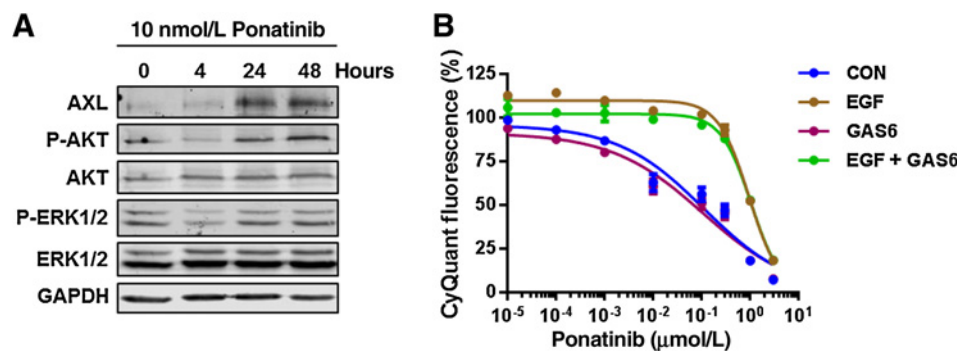 A
10 nmol/L Ponatinib
0 4 24 48 Hours
AXL
P-AKT
AKT
P-ERK1/2
ERK1/2
GAPDH
B
CyQuant fluorescence (%)
125
100
75
50
25
0
10⁻⁵ 10⁻⁴ 10⁻³ 10⁻² 10⁻¹ 10⁰ 10¹
Ponatinib (μmol/L)
CON
EGF
GAS6
EGF + GAS6